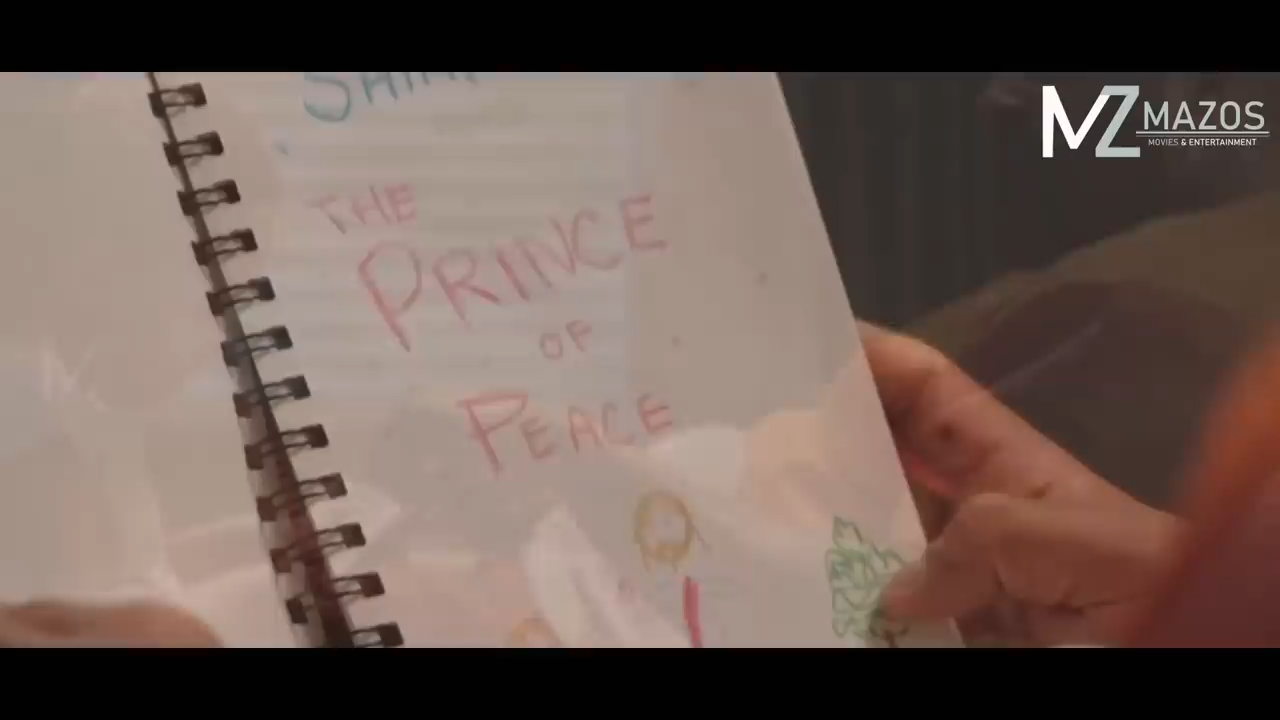 THE
PRINCE
OF
PEACE
MZ MAZOS
MOVIES & ENTERTAINMENT